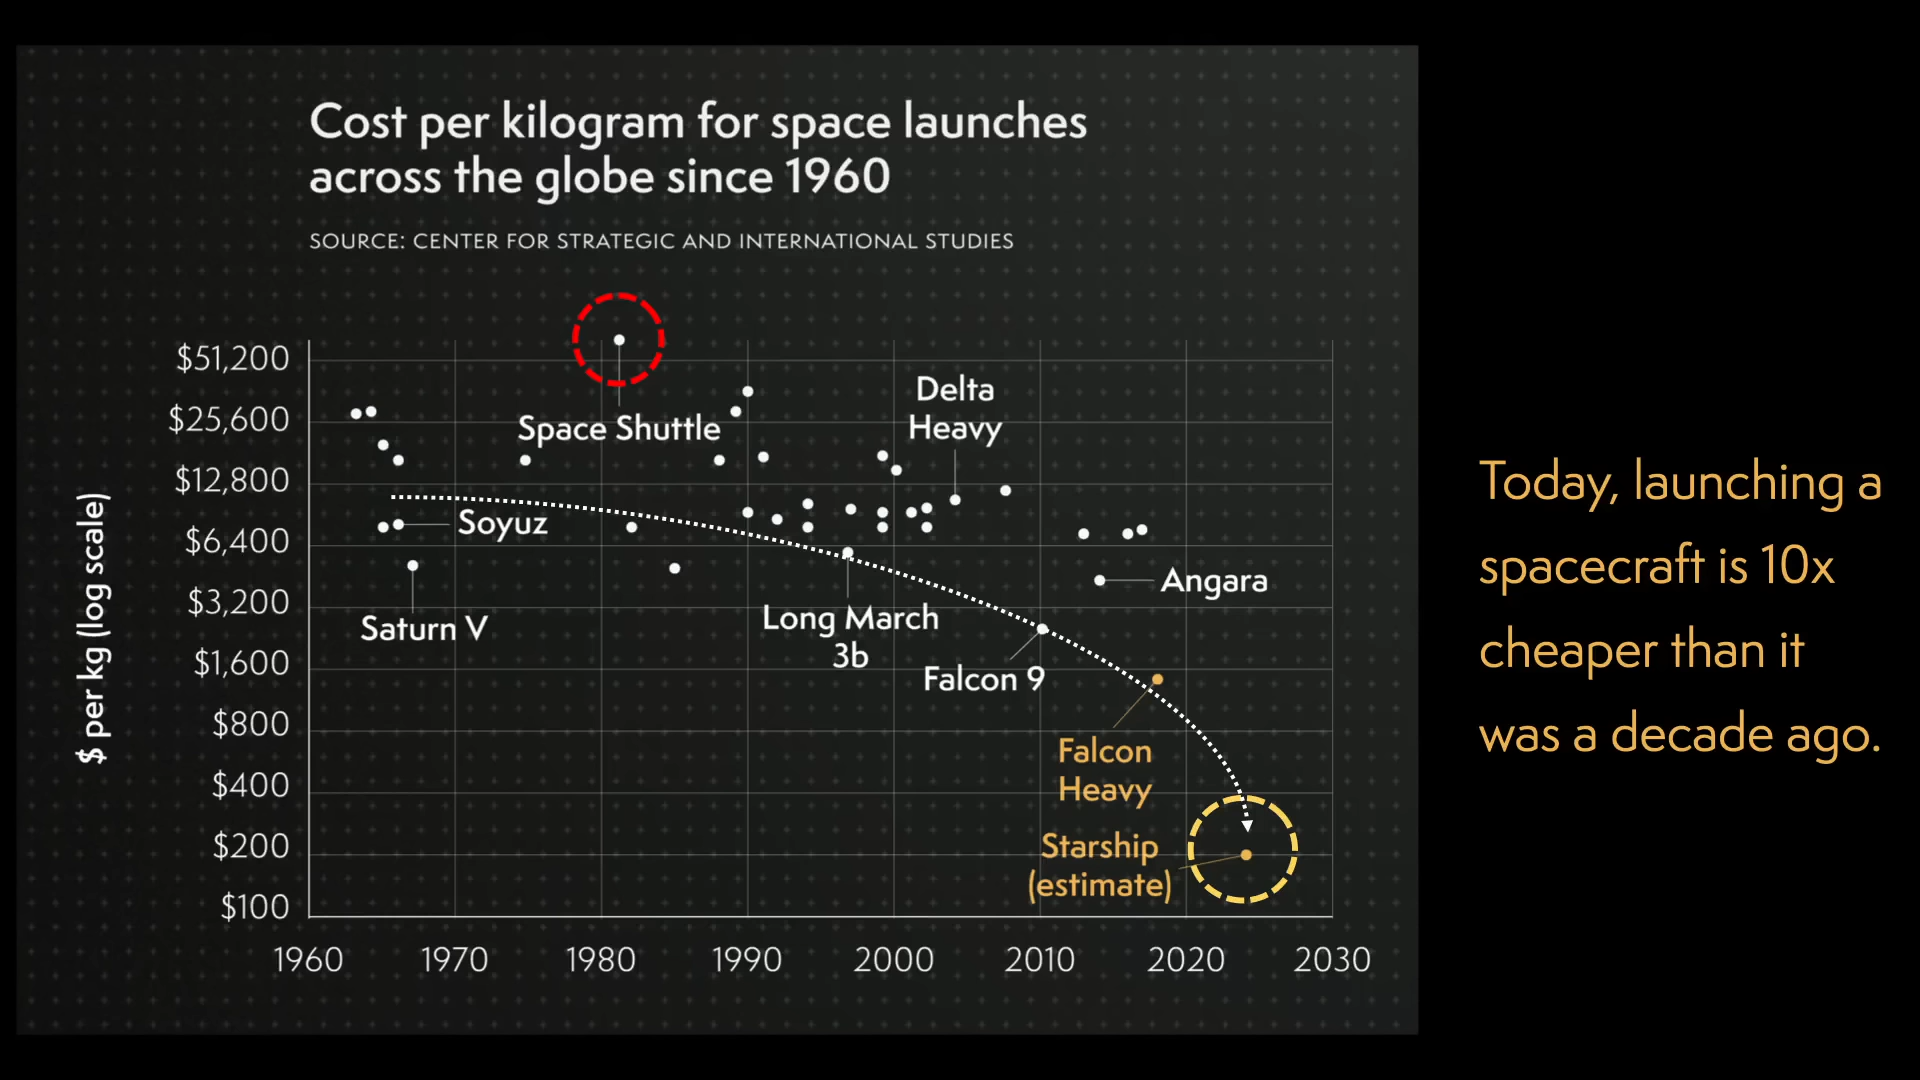 Cost per kilogram for space launches
across the globe since 1960
SOURCE: CENTER FOR STRATEGIC AND INTERNATIONAL STUDIES
$ per kg (log scale)
$51,200
$25,600
$12,800
$6,400
$3,200
$1,600
$800
$400
$200
$100
Space Shuttle
Delta
Heavy
Soyuz
Saturn V
Long March
3b
Angara
Falcon 9
Falcon
Heavy
Starship
(estimate)
1960
1970
1980
1990
2000
2010
2020
2030
Today, launching a
spacecraft is 10x
cheaper than it
was a decade ago.